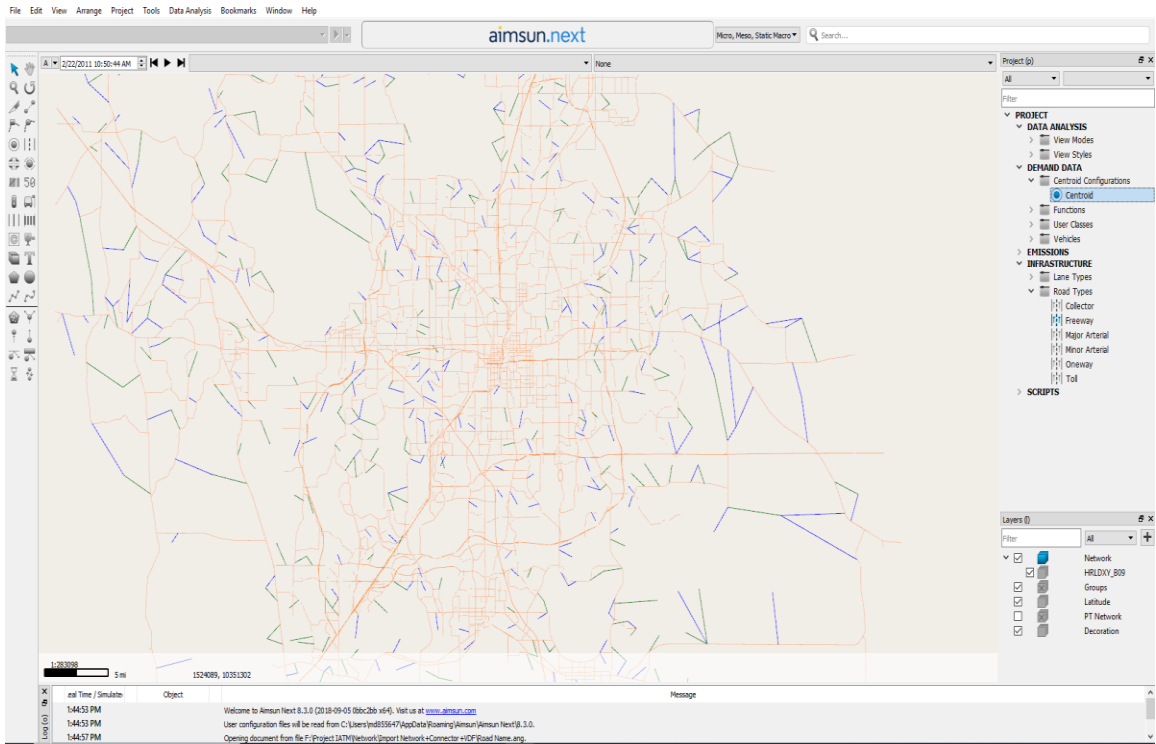 File Edit View Arrange Project Tools Data Analysis Bookmarks Window Help
aimsun.next
Micro, Meso, Static Macro
Search...
A 2/22/2011 10:50:44 AM
None
Project (p)
All
Filter
PROJECT
DATA ANALYSIS
View Modes
View Styles
DEMAND DATA
Centroid Configurations
Centroid
Functions
User Classes
Vehicles
EMISSIONS
INFRASTRUCTURE
Lane Types
Road Types
Collector
Freeway
Major Arterial
Minor Arterial
Oneway
Toll
SCRIPTS
50
T
Layers (l)
Filter All
Network
HRLDXY_B09
Groups
Latitude
PT Network
Decoration
1:283098
5 mi
1524089, 10351302
Log (o)
eal Time / Simulate Object Message
1:44:53 PM Welcome to Aimsun Next 8.3.0 (2018-09-05 0bbc2bb x64). Visit us at www.aimsun.com
1:44:53 PM User configuration files will be read from C:\Users\md855647\AppData\Roaming\Aimsun\Aimsun Next\8.3.0.
1:44:57 PM Opening document from file F:\Project IATM\Network\Import Network+Connector+VDF\Road Name.ang.